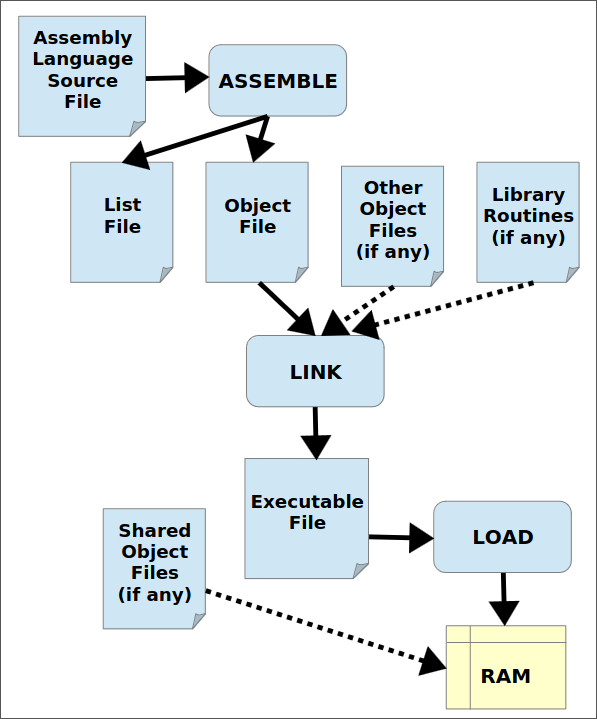 Assembly
Language
Source
File
ASSEMBLE
List
File
Object
File
Other
Object
Files
(if any)
Library
Routines
(if any)
LINK
Executable
File
LOAD
Shared
Object
Files
(if any)
RAM